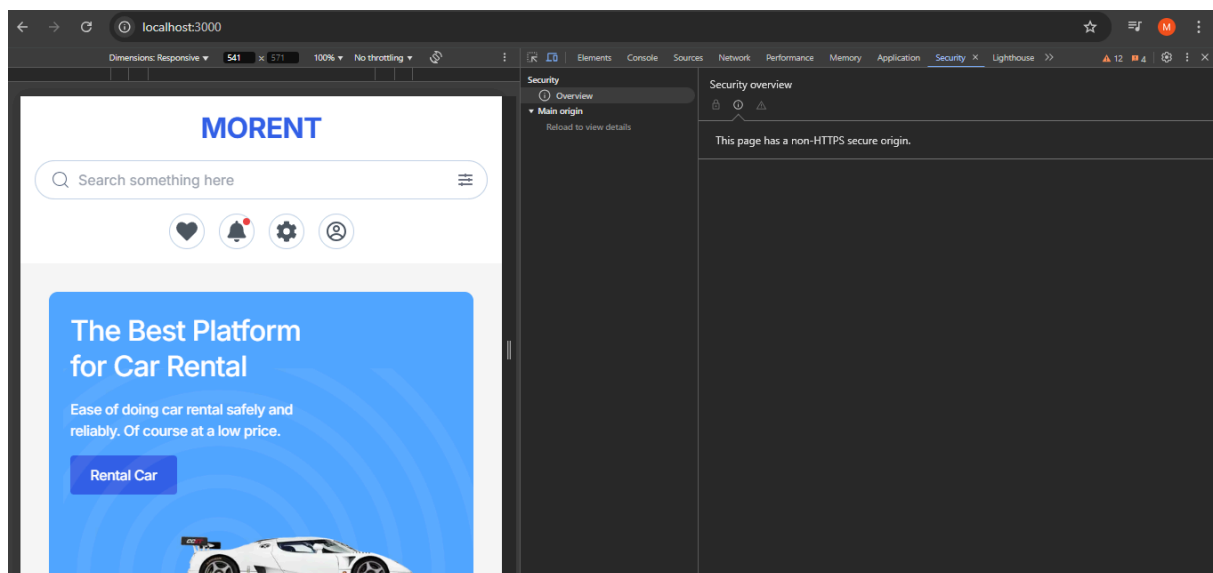 localhost:3000
M
Dimensions: Responsive 541 x 571 100% No throttling
Elements Console Sources Network Performance Memory Application Security × Lighthouse 12 4
Security
Overview
Main origin
Reload to view details
Security overview
This page has a non-HTTPS secure origin.
MORENT
Search something here
The Best Platform
for Car Rental
Ease of doing car rental safely and
reliably. Of course at a low price.
Rental Car